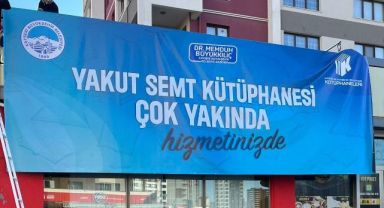 DR. MEMDUH
BÜYÜKKILIÇ
YAKUT SEMT KÜTÜPHANESİ
ÇOK YAKINDA
hizmetinizde
KÜTÜPHANELERİ